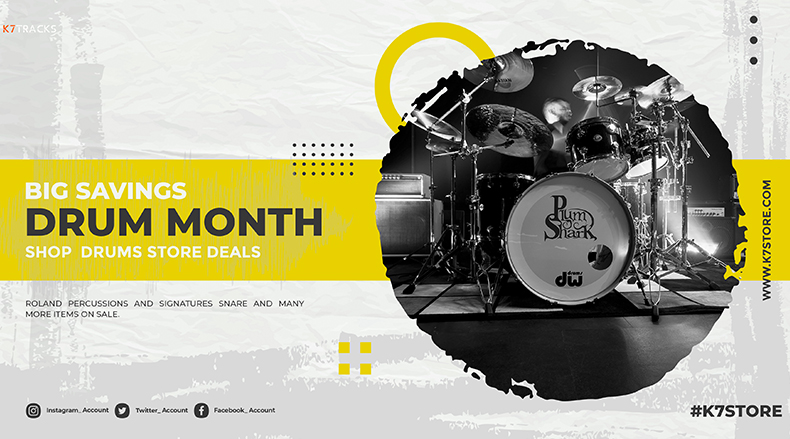 K7TRACKS
BIG SAVINGS
DRUM MONTH
SHOP DRUMS STORE DEALS
ROLAND PERCUSSIONS AND SIGNATURES SNARE AND MANY
MORE ITEMS ON SALE.
Instagram_Account
Twitter_Account
Facebook_Account
Plum
Shark
drums
dw
WWW.K7STORE.COM
#K7STORE